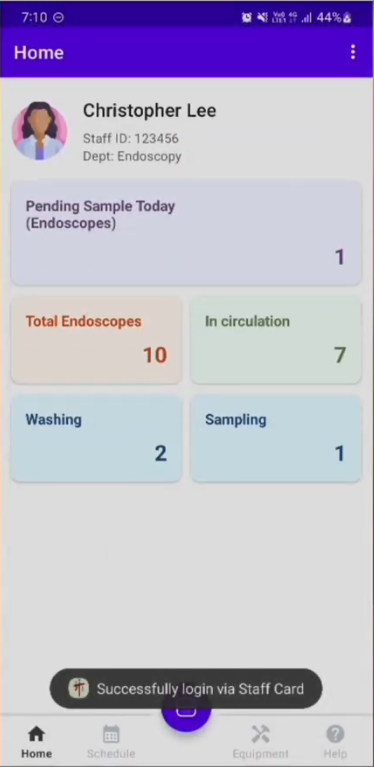 7:10 44%
Home
Christopher Lee
Staff ID: 123456
Dept: Endoscopy
Pending Sample Today
(Endoscopes)
1
Total Endoscopes
10
In circulation
7
Washing
2
Sampling
1
Successfully login via Staff Card
Home Schedule Equipment... Help